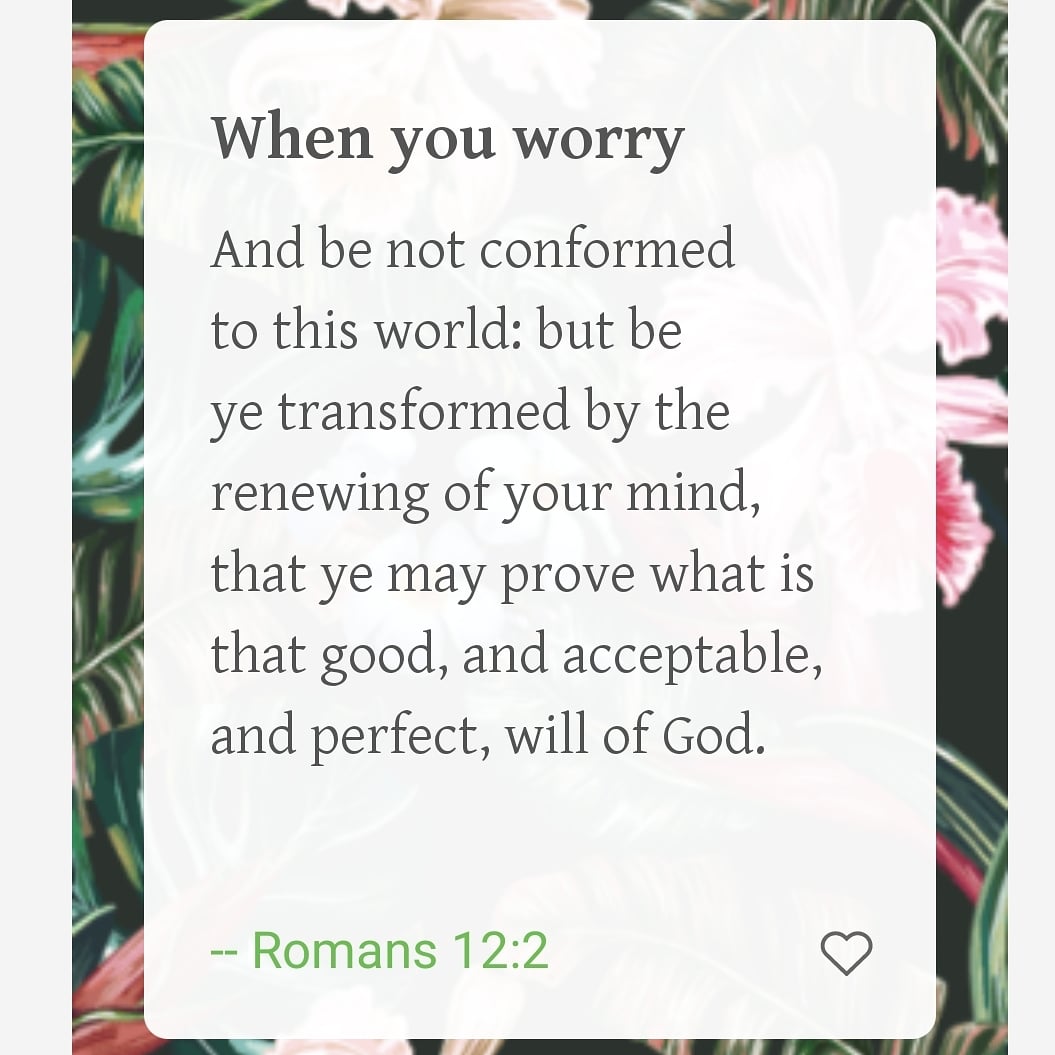 When you worry
And be not conformed
to this world: but be
ye transformed by the
renewing of your mind,
that ye may prove what is
that good, and acceptable,
and perfect, will of God.
-- Romans 12:2